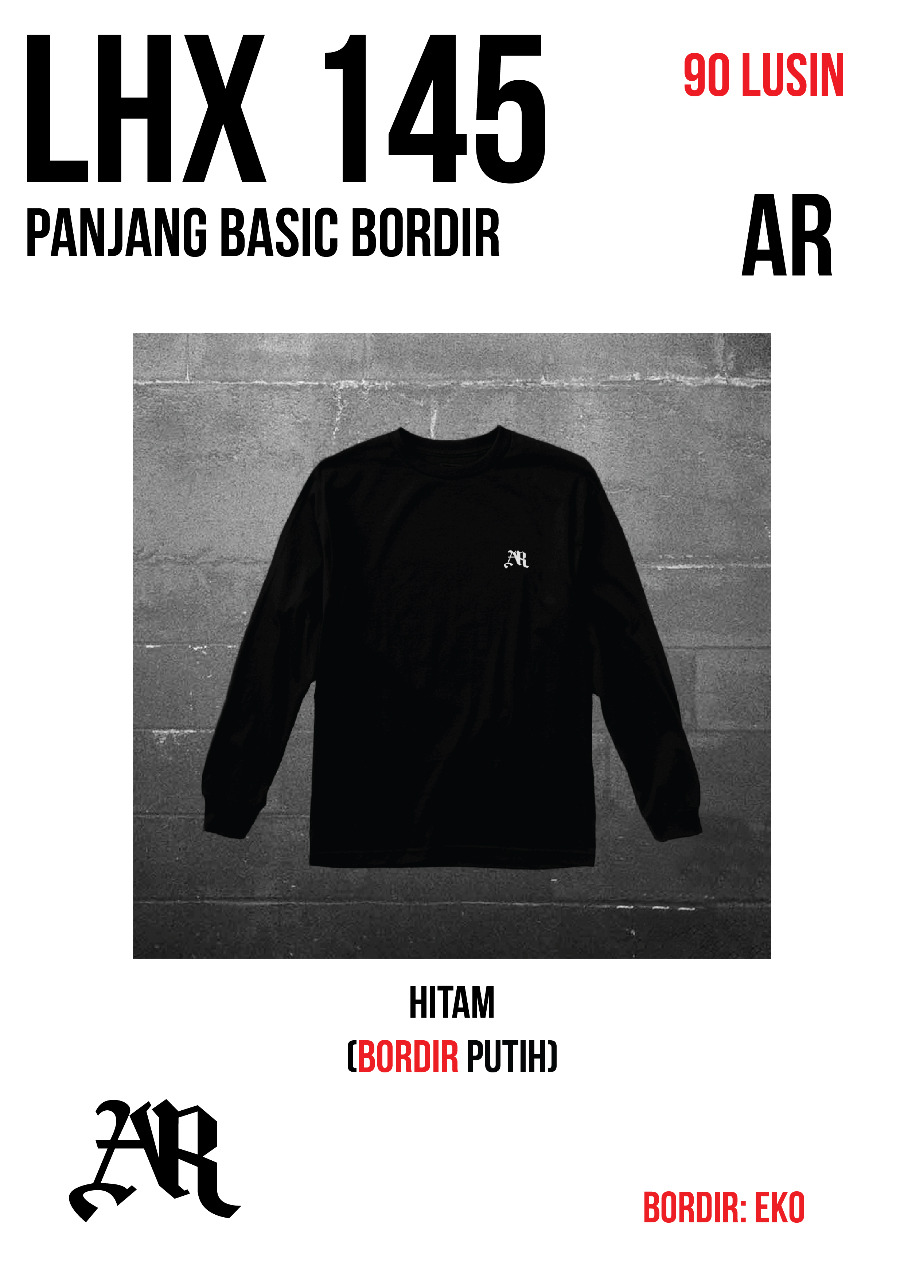 LHX 145
90 LUSIN
PANJANG BASIC BORDIR
AR
AR
HITAM
(BORDIR PUTIH)
AR
BORDIR: EKO